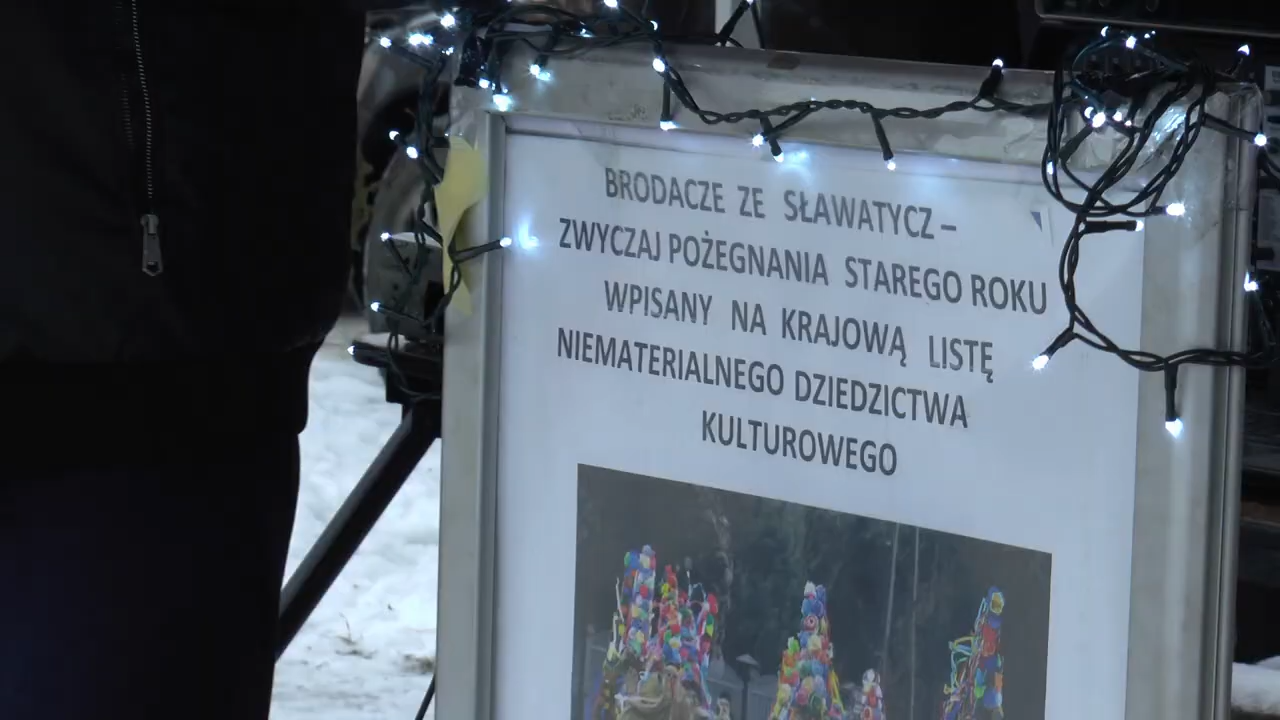 BRODACZE ZE SŁAWATYCZ –
ZWYCZAJ POŻEGNANIA STAREGO ROKU
WPISANY NA KRAJOWĄ LISTĘ
NIEMATERIALNEGO DZIEDZICTWA
KULTUROWEGO